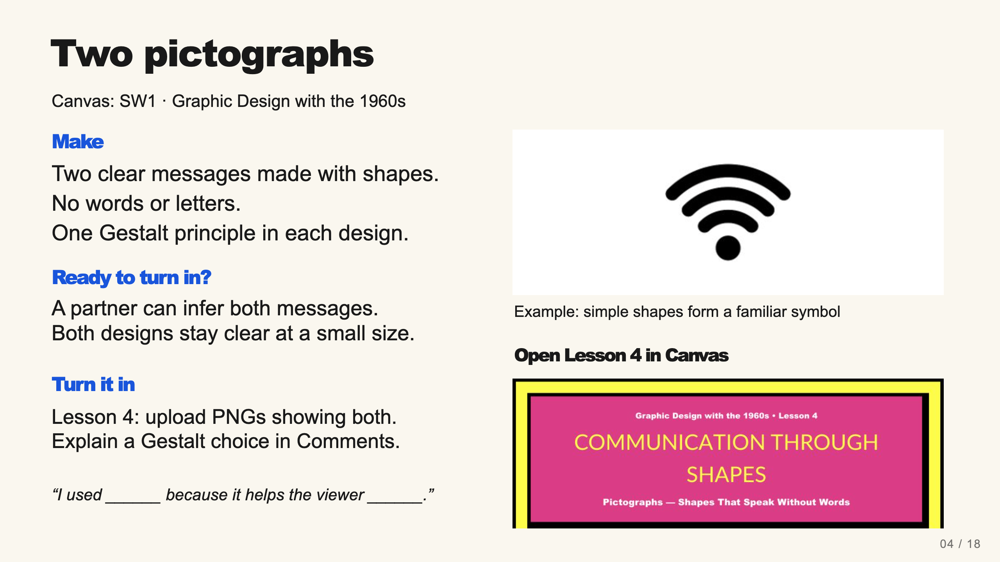 Two pictographs
Canvas: SW1 · Graphic Design with the 1960s
Make
Two clear messages made with shapes.
No words or letters.
One Gestalt principle in each design.
Ready to turn in?
A partner can infer both messages.
Both designs stay clear at a small size.
Turn it in
Lesson 4: upload PNGs showing both.
Explain a Gestalt choice in Comments.
“I used ______ because it helps the viewer ______.”
Example: simple shapes form a familiar symbol
Open Lesson 4 in Canvas
Graphic Design with the 1960s • Lesson 4
COMMUNICATION THROUGH
SHAPES
Pictographs — Shapes That Speak Without Words
04 / 18